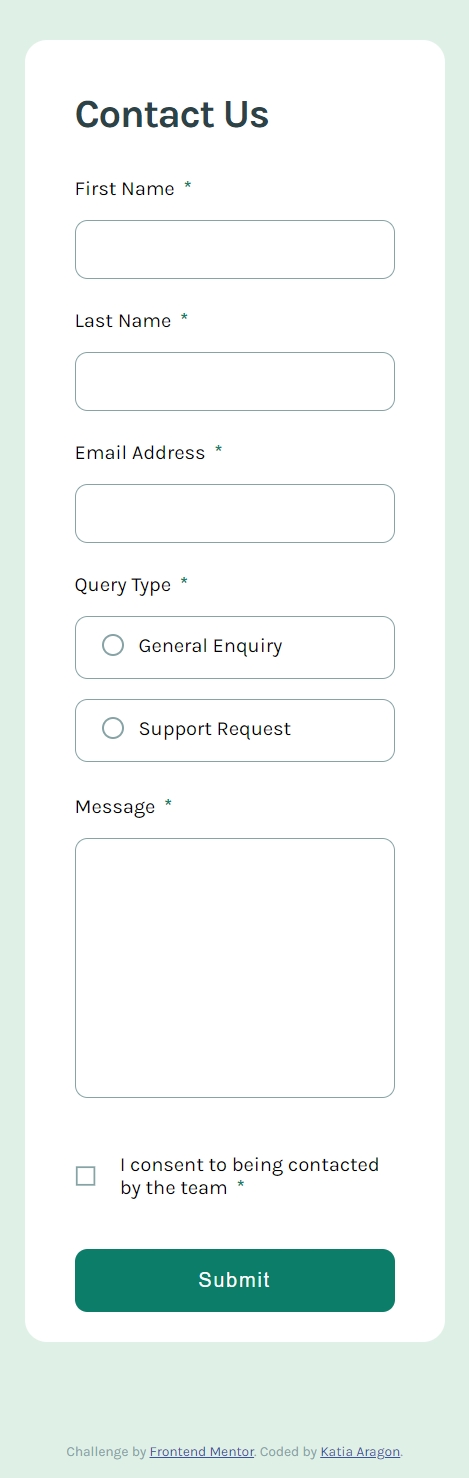 Contact Us
First Name *
Last Name *
Email Address *
Query Type *
General Enquiry
Support Request
Message *
I consent to being contacted
by the team *
Submit
Challenge by Frontend Mentor. Coded by Katia Aragon.